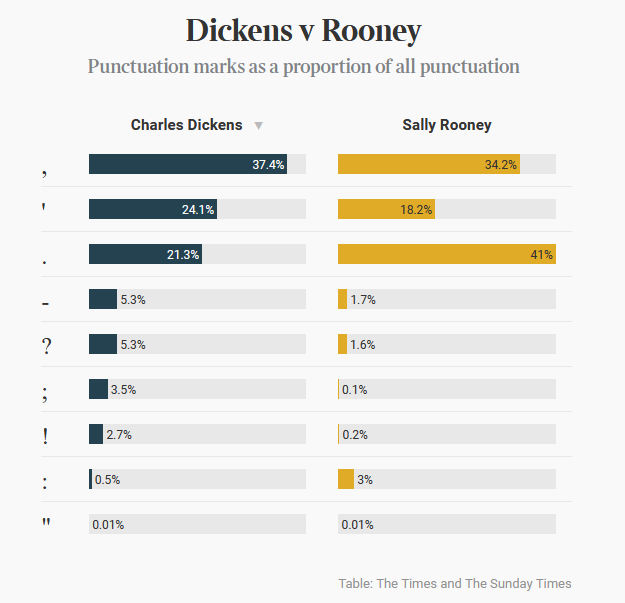 Dickens v Rooney
Punctuation marks as a proportion of all punctuation
Charles Dickens ▼ Sally Rooney
, 37.4% 34.2%
' 24.1% 18.2%
. 21.3% 41%
- 5.3% 1.7%
? 5.3% 1.6%
; 3.5% 0.1%
! 2.7% 0.2%
: 0.5% 3%
" 0.01% 0.01%
Table: The Times and The Sunday Times